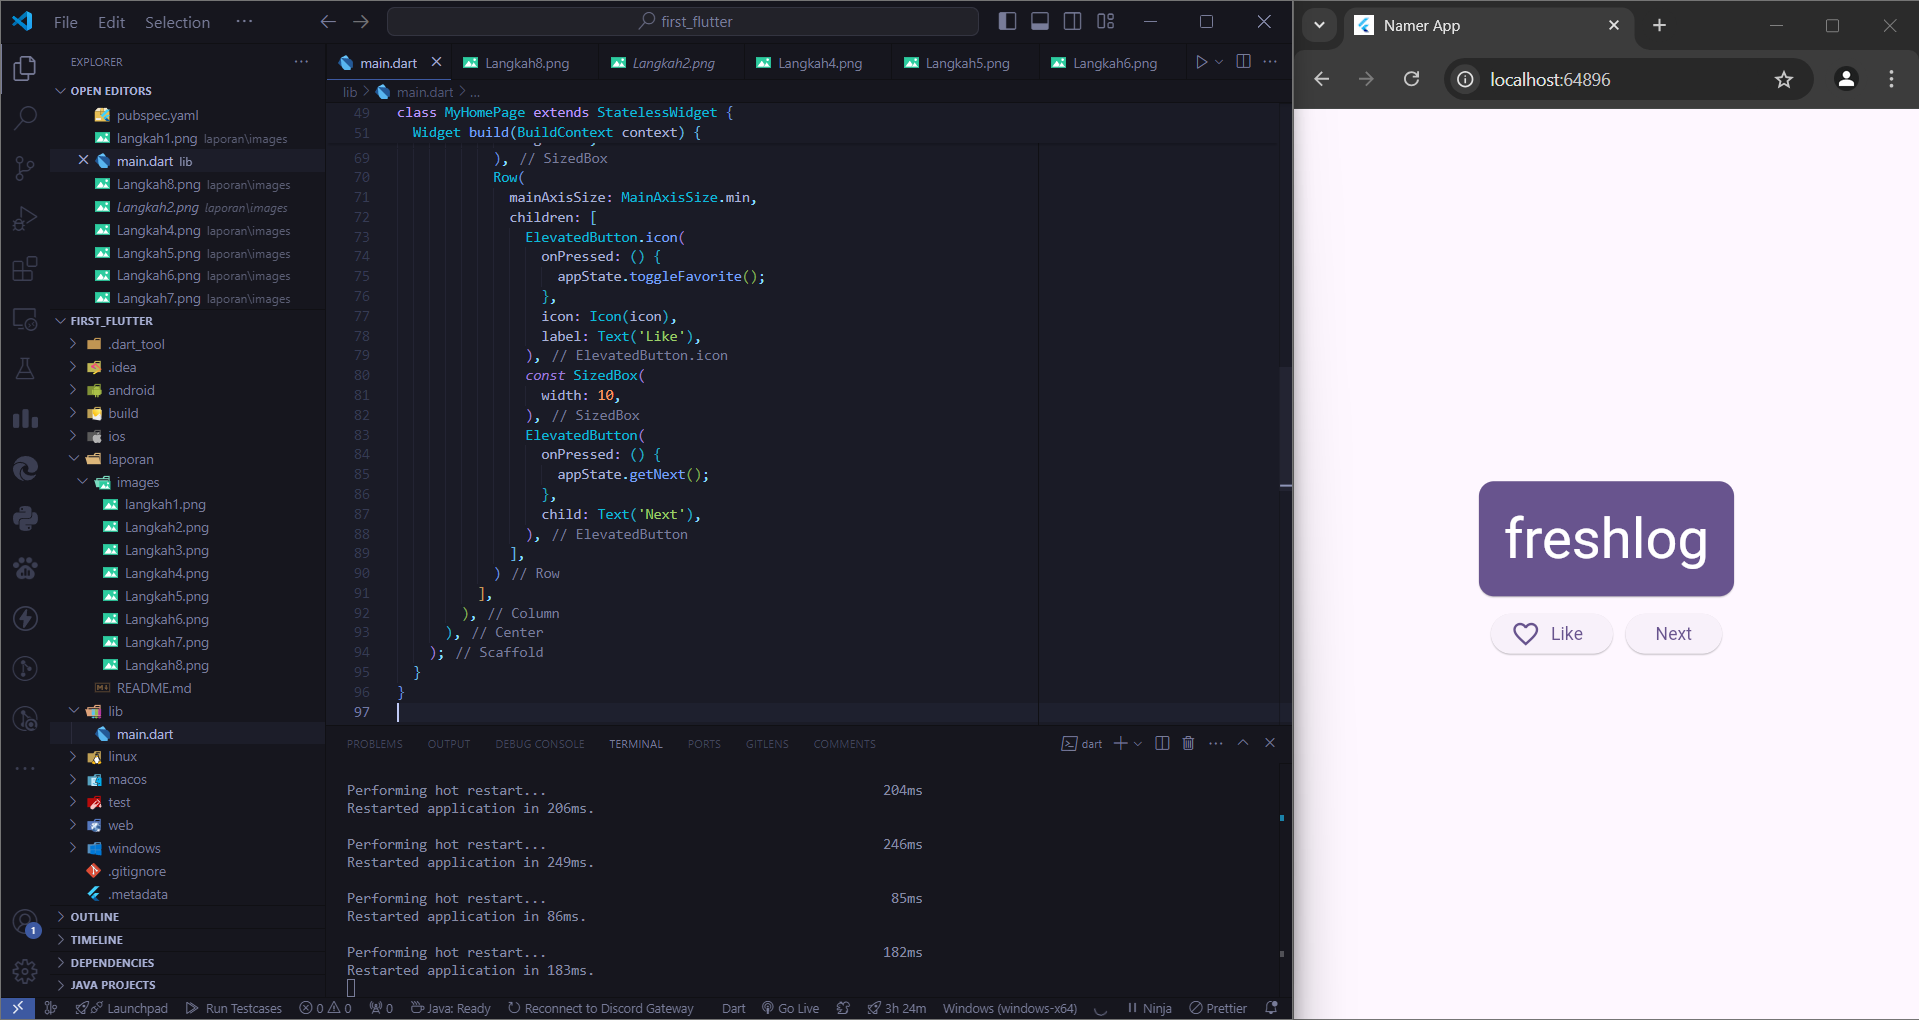 File Edit Selection ···
first_flutter
EXPLORER
OPEN EDITORS
pubspec.yaml
langkah1.png laporan\images
main.dart lib
Langkah8.png laporan\images
Langkah2.png laporan\images
Langkah4.png laporan\images
Langkah5.png laporan\images
Langkah6.png laporan\images
Langkah7.png laporan\images
FIRST_FLUTTER
.dart_tool
.idea
android
build
ios
laporan
images
langkah1.png
Langkah2.png
Langkah3.png
Langkah4.png
Langkah5.png
Langkah6.png
Langkah7.png
Langkah8.png
README.md
lib
main.dart
linux
macos
test
web
windows
.gitignore
.metadata
OUTLINE
TIMELINE
DEPENDENCIES
JAVA PROJECTS
1
main.dart Langkah8.png Langkah2.png Langkah4.png Langkah5.png Langkah6.png
lib > main.dart > ...
49 class MyHomePage extends StatelessWidget {
51 Widget build(BuildContext context) {
69 ), // SizedBox
70 Row(
71 mainAxisSize: MainAxisSize.min,
72 children: [
73 ElevatedButton.icon(
74 onPressed: () {
75 appState.toggleFavorite();
76 },
77 icon: Icon(icon),
78 label: Text('Like'),
79 ), // ElevatedButton.icon
80 const SizedBox(
81 width: 10,
82 ), // SizedBox
83 ElevatedButton(
84 onPressed: () {
85 appState.getNext();
86 },
87 child: Text('Next'),
88 ), // ElevatedButton
89 ],
90 ) // Row
91 ],
92 ), // Column
93 ), // Center
94 ); // Scaffold
95 }
96 }
97
PROBLEMS OUTPUT DEBUG CONSOLE TERMINAL PORTS GITLENS COMMENTS
dart
Performing hot restart... 204ms
Restarted application in 206ms.
Performing hot restart... 246ms
Restarted application in 249ms.
Performing hot restart... 85ms
Restarted application in 86ms.
Performing hot restart... 182ms
Restarted application in 183ms.
Launchpad Run Testcases 0 0 0 Java: Ready Reconnect to Discord Gateway Dart Go Live 3h 24m Windows (windows-x64) Ninja Prettier
Namer App
localhost:64896
freshlog
Like Next